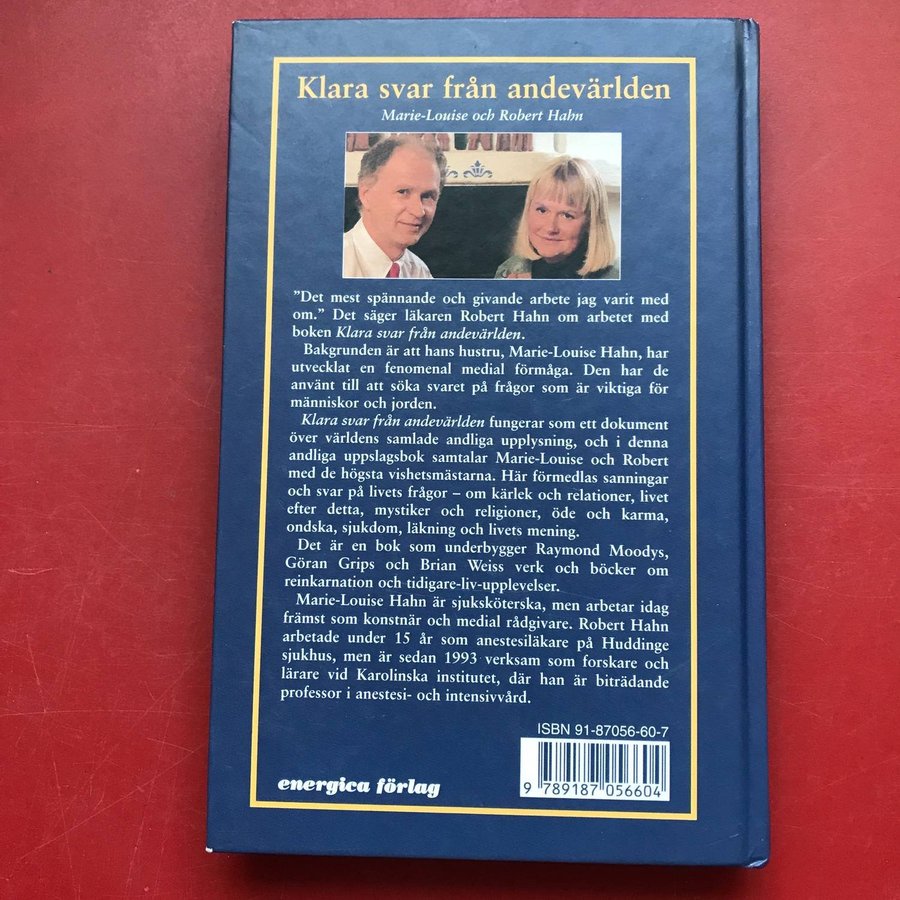 Klara svar från andevärlden
Marie-Louise och Robert Hahn
”Det mest spännande och givande arbete jag varit med
om.” Det säger läkaren Robert Hahn om arbetet med
boken Klara svar från andevärlden.
Bakgrunden är att hans hustru, Marie-Louise Hahn, har
utvecklat en fenomenal medial förmåga. Den har de
använt till att söka svaret på frågor som är viktiga för
människor och jorden.
Klara svar från andevärlden fungerar som ett dokument
över världens samlade andliga upplysning, och i denna
andliga uppslagsbok samtalar Marie-Louise och Robert
med de högsta vishetsmästarna. Här förmedlas sanningar
och svar på livets frågor – om kärlek och relationer, livet
efter detta, mystiker och religioner, öde och karma,
ondska, sjukdom, läkning och livets mening.
Det är en bok som underbygger Raymond Moodys,
Göran Grips och Brian Weiss verk och böcker om
reinkarnation och tidigare-liv-upplevelser.
Marie-Louise Hahn är sjuksköterska, men arbetar idag
främst som konstnär och medial rådgivare. Robert Hahn
arbetade under 15 år som anestesiläkare på Huddinge
sjukhus, men är sedan 1993 verksam som forskare och
lärare vid Karolinska institutet, där han är biträdande
professor i anestesi- och intensivvård.
ISBN 91-87056-60-7
energica förlag
9 789187 056604